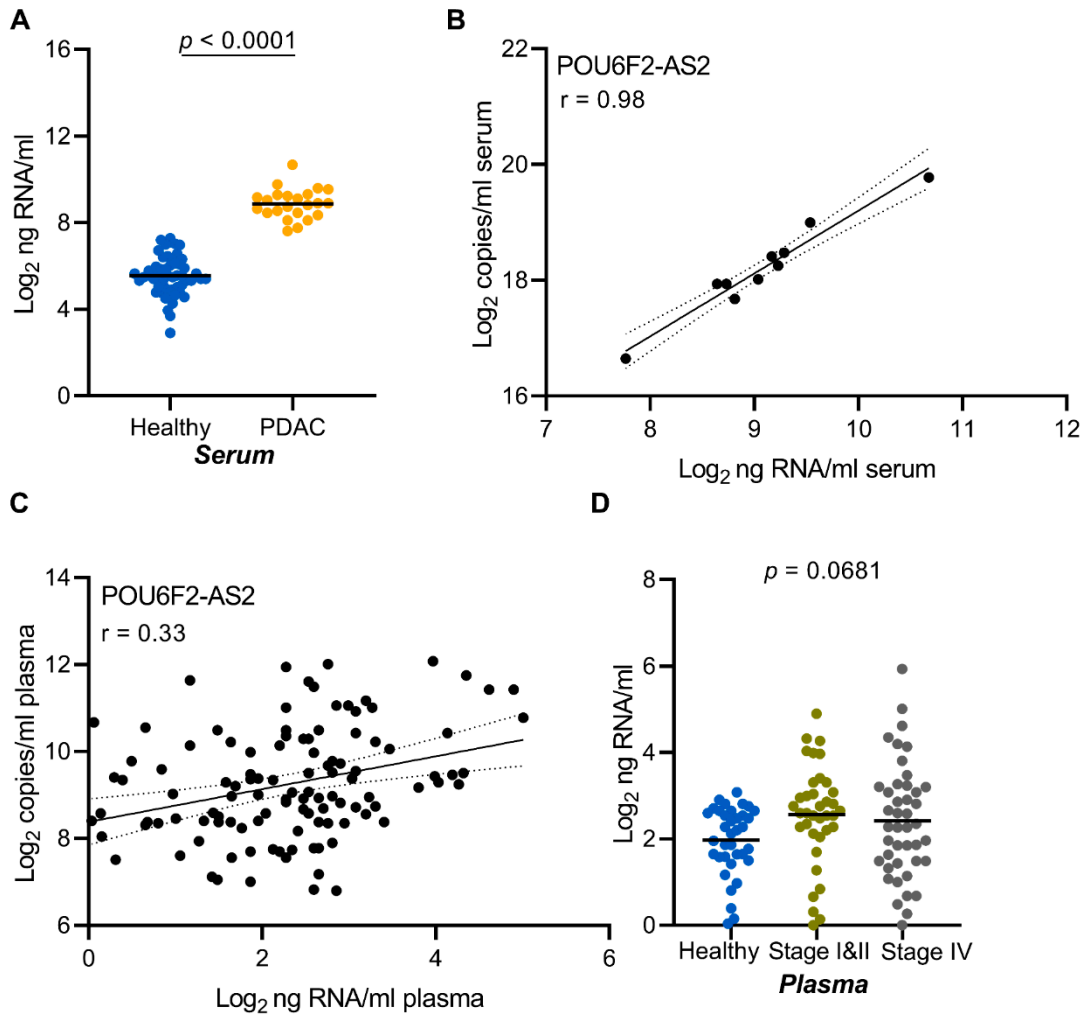 A
p < 0.0001
16
12
8
4
0
Log2 ng RNA/ml
Healthy PDAC
Serum
B
POU6F2-AS2
r = 0.98
22
20
18
16
Log2 copies/ml serum
7 8 9 10 11 12
Log2 ng RNA/ml serum
C
POU6F2-AS2
r = 0.33
14
12
10
8
6
Log2 copies/ml plasma
0 2 4 6
Log2 ng RNA/ml plasma
D
p = 0.0681
8
6
4
2
0
Log2 ng RNA/ml
Healthy Stage I&II Stage IV
Plasma